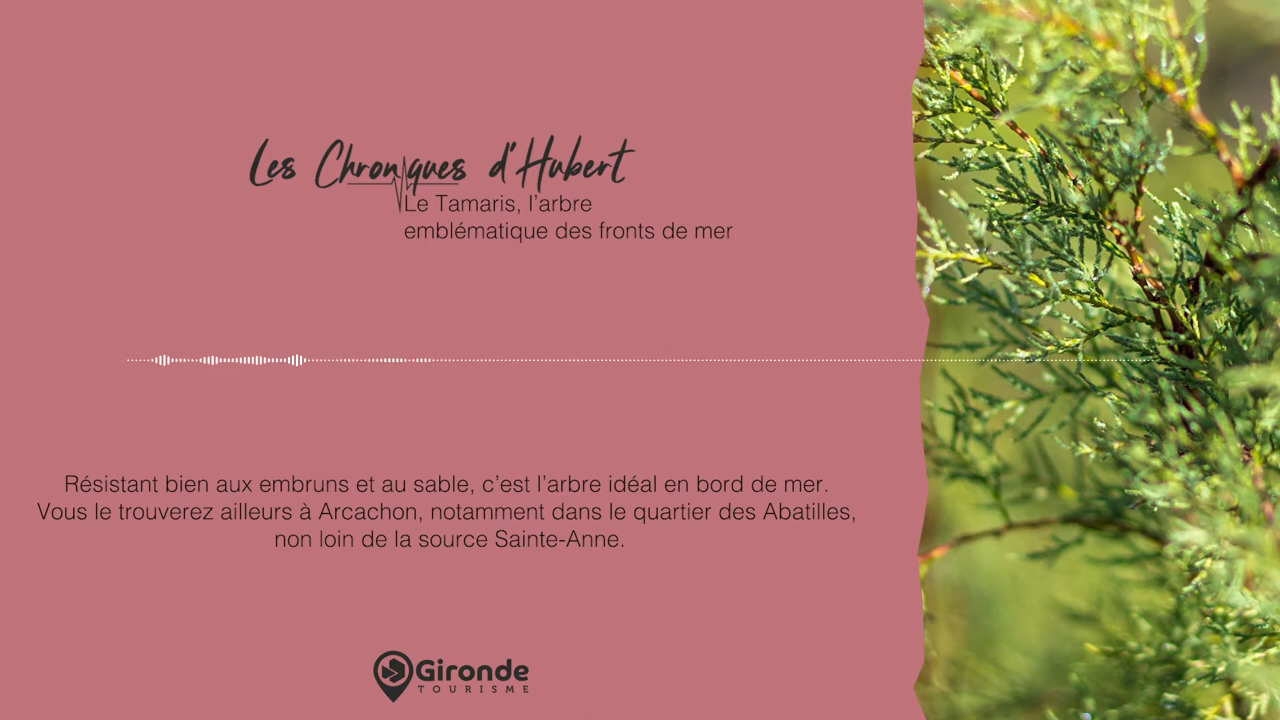 Les Chroniques d'Hubert
Le Tamaris, l'arbre
emblématique des fronts de mer
Résistant bien aux embruns et au sable, c'est l'arbre idéal en bord de mer.
Vous le trouverez ailleurs à Arcachon, notamment dans le quartier des Abatilles,
non loin de la source Sainte-Anne.
Gironde
TOURISME